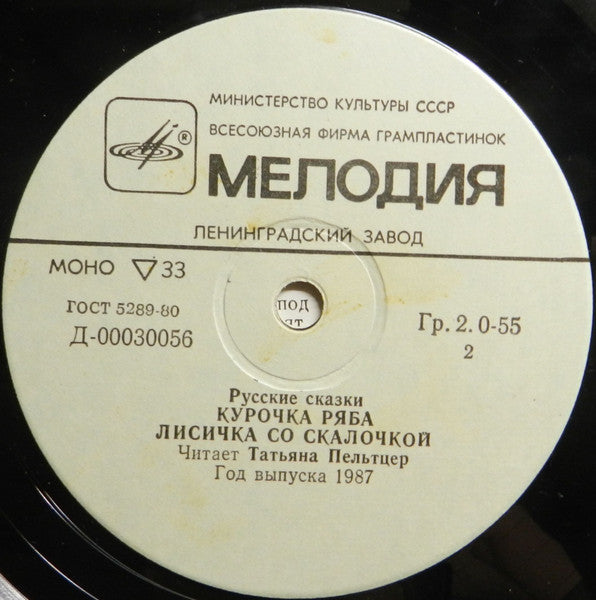 МИНИСТЕРСТВО КУЛЬТУРЫ СССР
ВСЕСОЮЗНАЯ ФИРМА ГРАМПЛАСТИНОК
®
МЕЛОДИЯ
ЛЕНИНГРАДСКИЙ ЗАВОД
МОНО ▽ 33
ГОСТ 5289-80
Д-00030056
ПОД
Гр. 2. 0-55
2
Русские сказки
КУРОЧКА РЯБА
ЛИСИЧКА СО СКАЛОЧКОЙ
Читает Татьяна Пельтцер
Год выпуска 1987